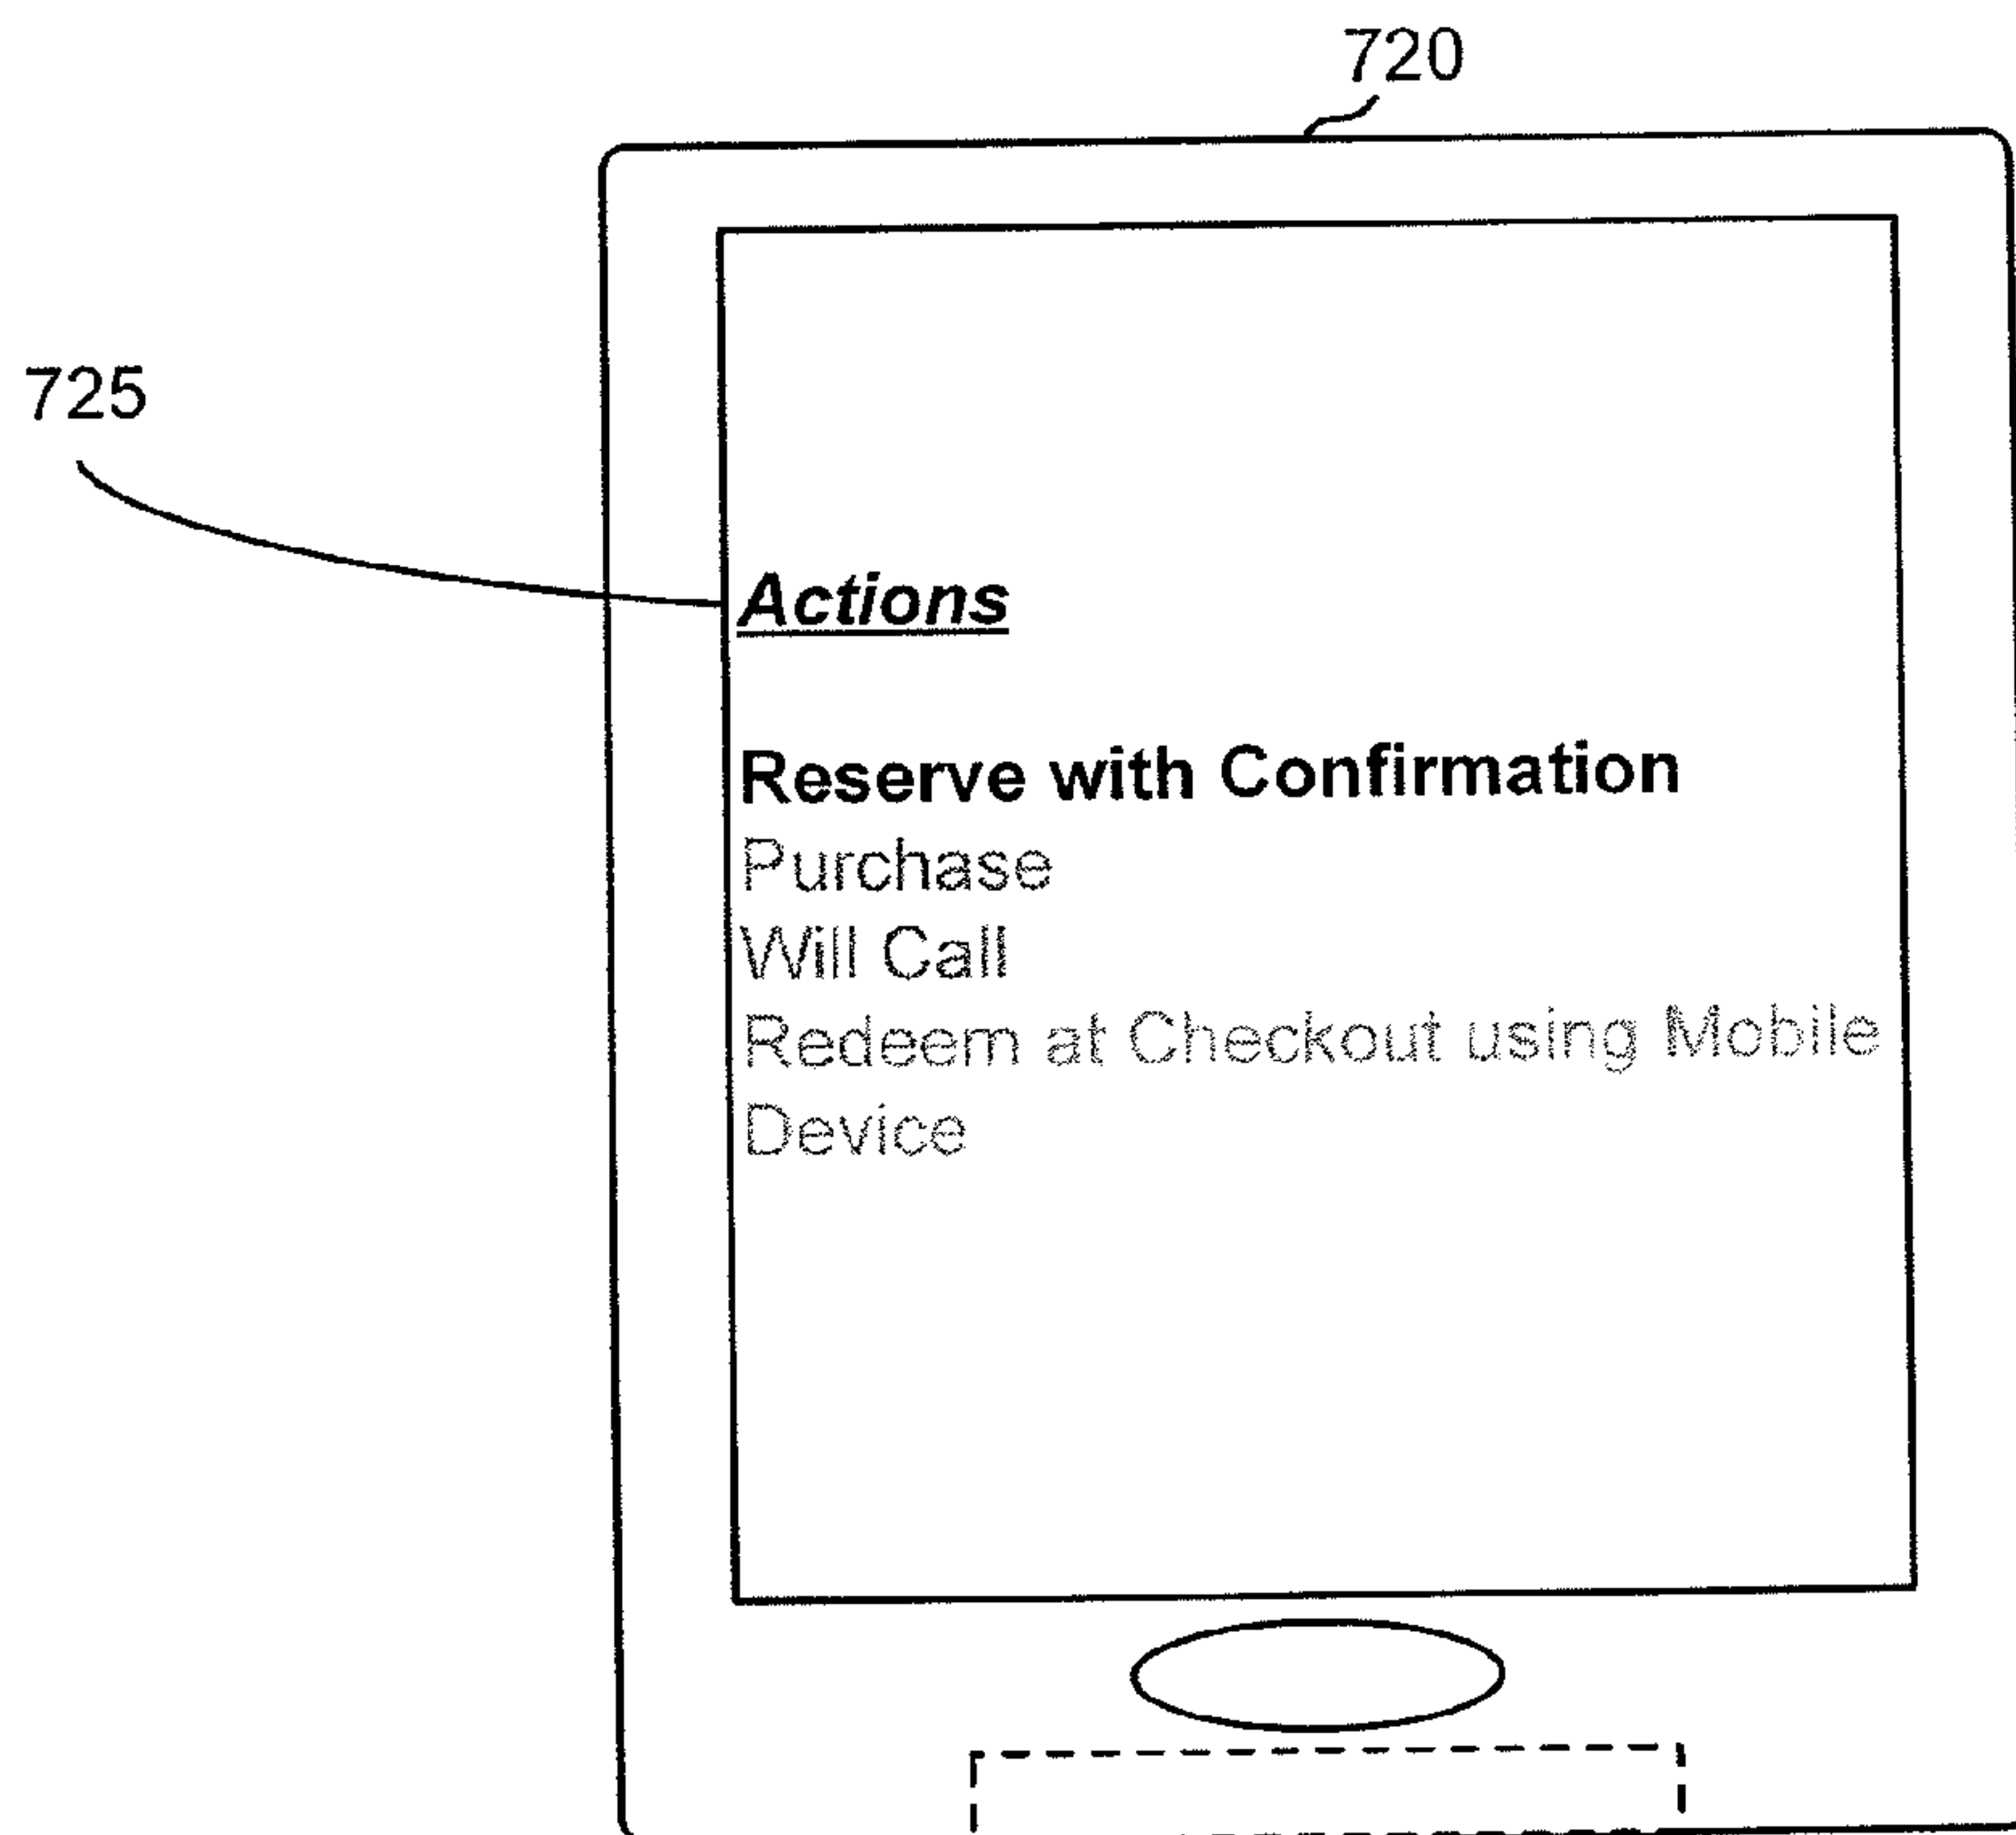 720
725
Actions
Reserve with Confirmation
Purchase
Will Call
Redeem at Checkout using Mobile
Device